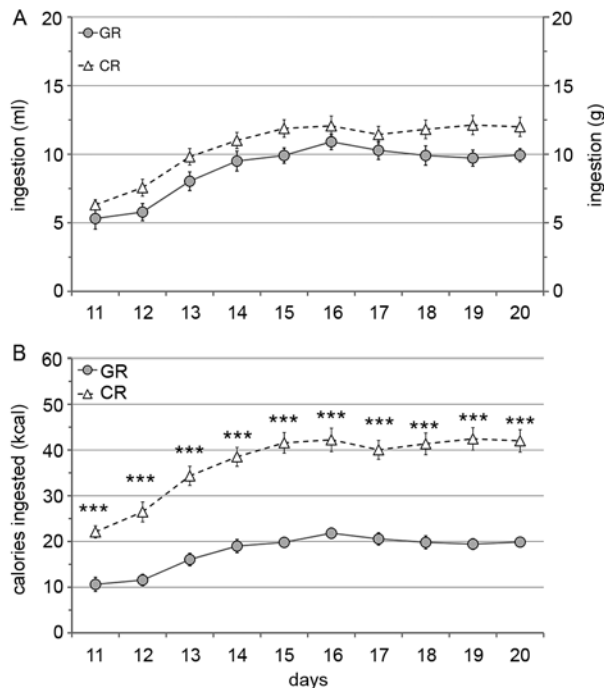 A
GR
CR
ingestion (ml)
20
15
10
5
0
20
15
10
5
0
ingestion (g)
11 12 13 14 15 16 17 18 19 20
B
GR
CR
calories ingested (kcal)
60
50
40
30
20
10
0
*** *** *** *** *** *** *** *** *** ***
11 12 13 14 15 16 17 18 19 20
days